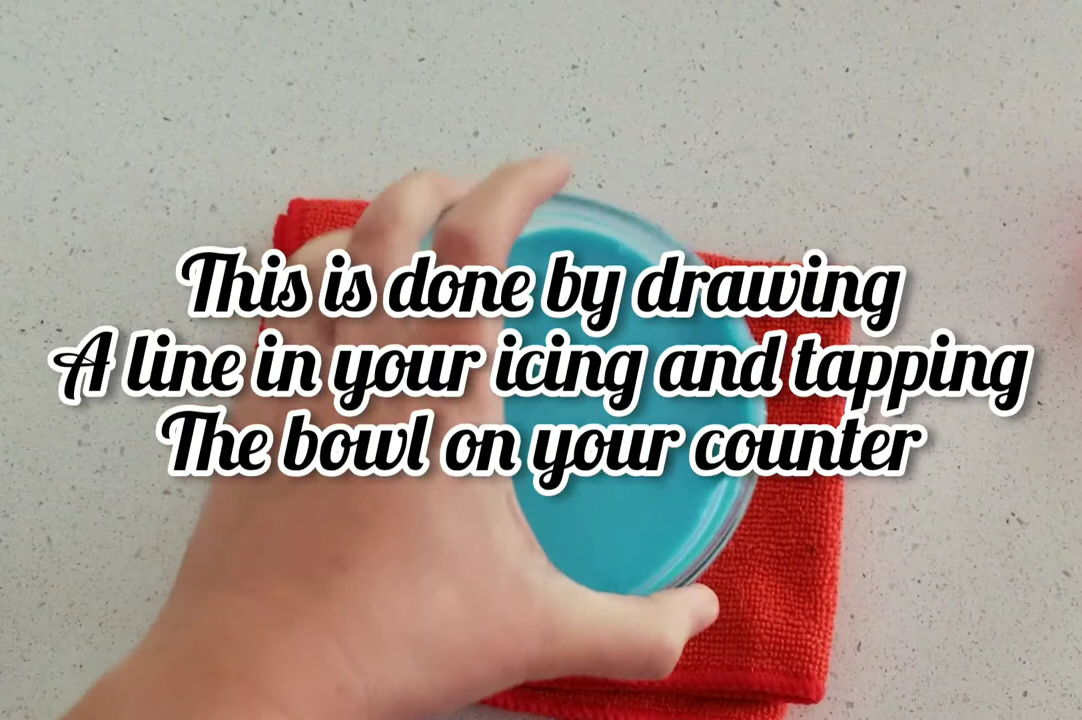 This is done by drawing
A line in your icing and tapping
The bowl on your counter